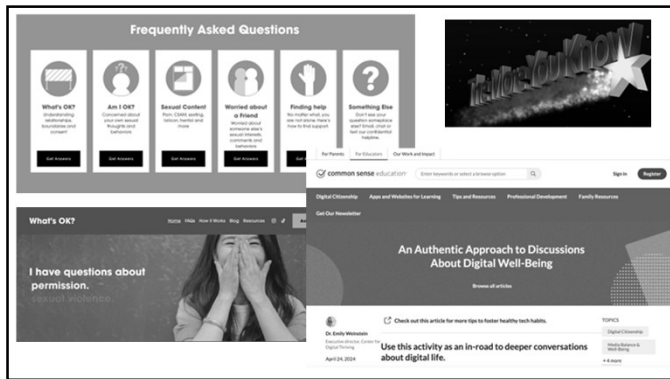 Frequently Asked Questions
What's OK?
Understanding
relationships,
boundaries and
consent
Get Answers
Am I OK?
Concerned about
your own sexual
thoughts and
behaviors
Get Answers
Sexual Content
Porn, CSAM, sexting,
lolicon, hentai and
more
Get Answers
Worried about
a Friend
Worried about
someone else's
sexual interests,
comments and
behaviors
Get Answers
Finding help
No matter what, you
are not alone. Here's
how to find support
Get
Something Else
Don't see your
question someplace
else? Email, chat or
text our confidential
helpline.
Get Answers
The More You Know
For Parents
For Educators
Our Work and Impact
common sense education
Enter keywords or select a browse option
Sign in
Register
Digital Citizenship
Apps and Websites for Learning
Tips and Resources
Professional Development
Family Resources
Get Our Newsletter
An Authentic Approach to Discussions
About Digital Well-Being
Browse all articles
Check out this article for more tips to foster healthy tech habits.
Dr. Emily Weinstein
Executive director, Center for
Digital Thriving
April 24, 2024
Use this activity as an in-road to deeper conversations
about digital life.
TOPICS
Digital Citizenship
Media Balance &
Well-Being
+ 4 more
What's OK?
Home FAQs How it Works Blog Resources
I have questions about
permission.
sexual violence.